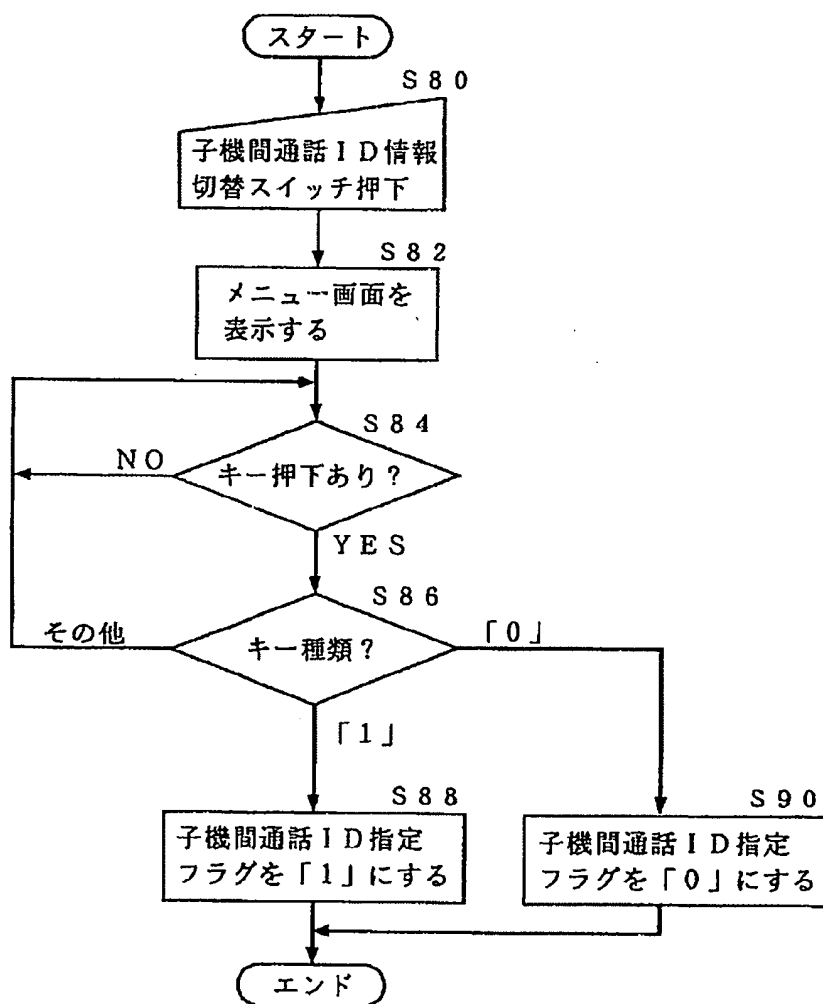 スタート
S80
子機間通話ID情報
切替スイッチ押下
S82
メニュー画面を
表示する
S84
NO
キー押下あり?
YES
S86
その他
キー種類?
「0」
「1」
S88
子機間通話ID指定
フラグを「1」にする
S90
子機間通話ID指定
フラグを「0」にする
エンド